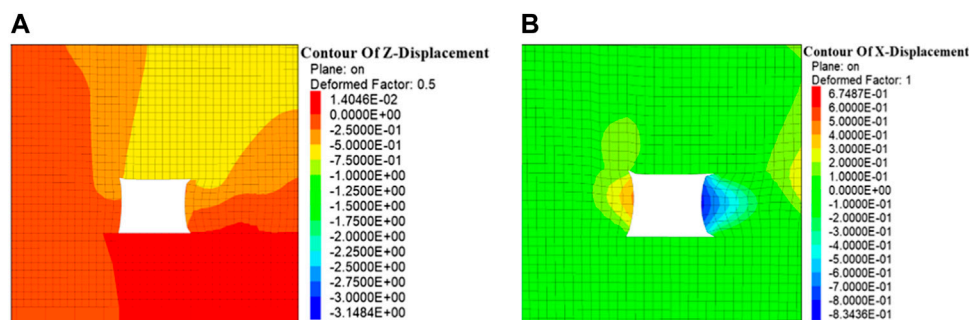 A
Contour Of Z-Displacement
Plane: on
Deformed Factor: 0.5
1.4046E-02
0.0000E+00
-2.5000E-01
-5.0000E-01
-7.5000E-01
-1.0000E+00
-1.2500E+00
-1.5000E+00
-1.7500E+00
-2.0000E+00
-2.2500E+00
-2.5000E+00
-2.7500E+00
-3.0000E+00
-3.1484E+00
B
Contour Of X-Displacement
Plane: on
Deformed Factor: 1
6.7487E-01
6.0000E-01
5.0000E-01
4.0000E-01
3.0000E-01
2.0000E-01
1.0000E-01
0.0000E+00
-1.0000E-01
-2.0000E-01
-3.0000E-01
-4.0000E-01
-5.0000E-01
-6.0000E-01
-7.0000E-01
-8.0000E-01
-8.3436E-01